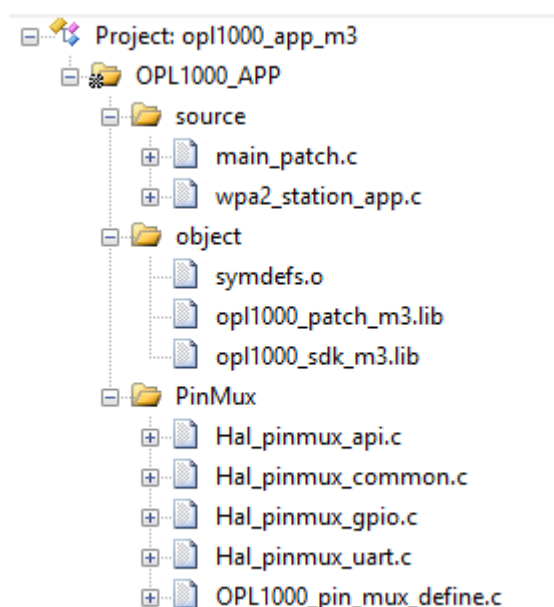 Project: opl1000_app_m3
OPL1000_APP
source
main_patch.c
wpa2_station_app.c
object
symdefs.o
opl1000_patch_m3.lib
opl1000_sdk_m3.lib
PinMux
Hal_pinmux_api.c
Hal_pinmux_common.c
Hal_pinmux_gpio.c
Hal_pinmux_uart.c
OPL1000_pin_mux_define.c